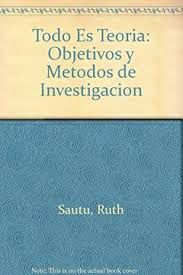 Todo Es Teoria:
Objetivos y
Metodos de
Investigacion
Sautu, Ruth
Note: This is not the actual book cover